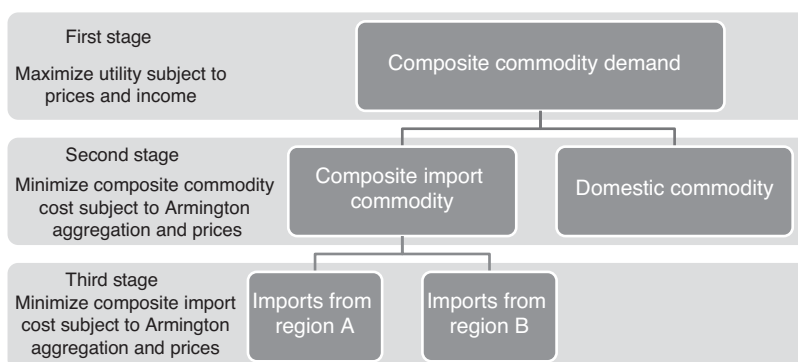 First stage
Maximize utility subject to
prices and income
Composite commodity demand
Second stage
Minimize composite commodity
cost subject to Armington
aggregation and prices
Composite import
commodity
Domestic commodity
Third stage
Minimize composite import
cost subject to Armington
aggregation and prices
Imports from
region A
Imports from
region B